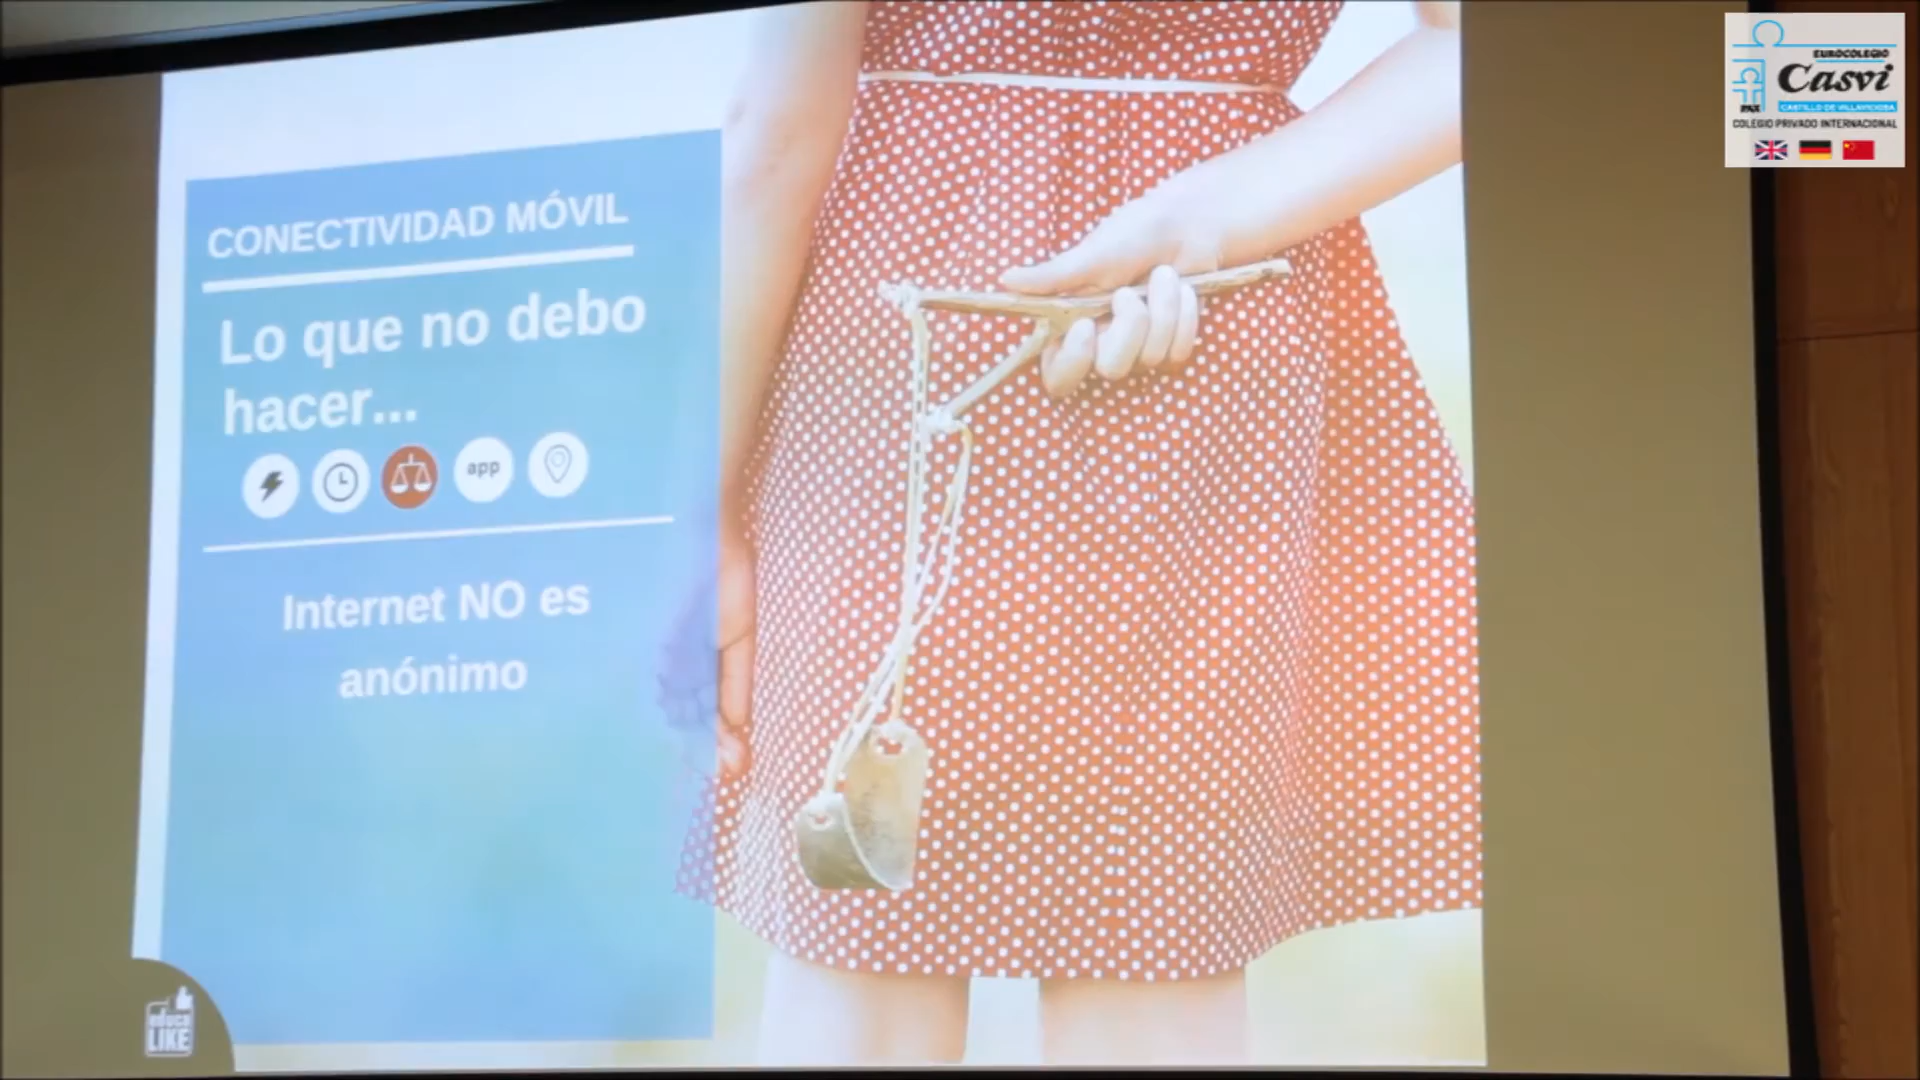 EUROCOLEGIO
Casvi
CASTILLO DE VILLAVICIOSA
COLEGIO PRIVADO INTERNACIONAL
CONECTIVIDAD MÓVIL
Lo que no debo
hacer...
app
Internet NO es
anónimo
educa
LIKE